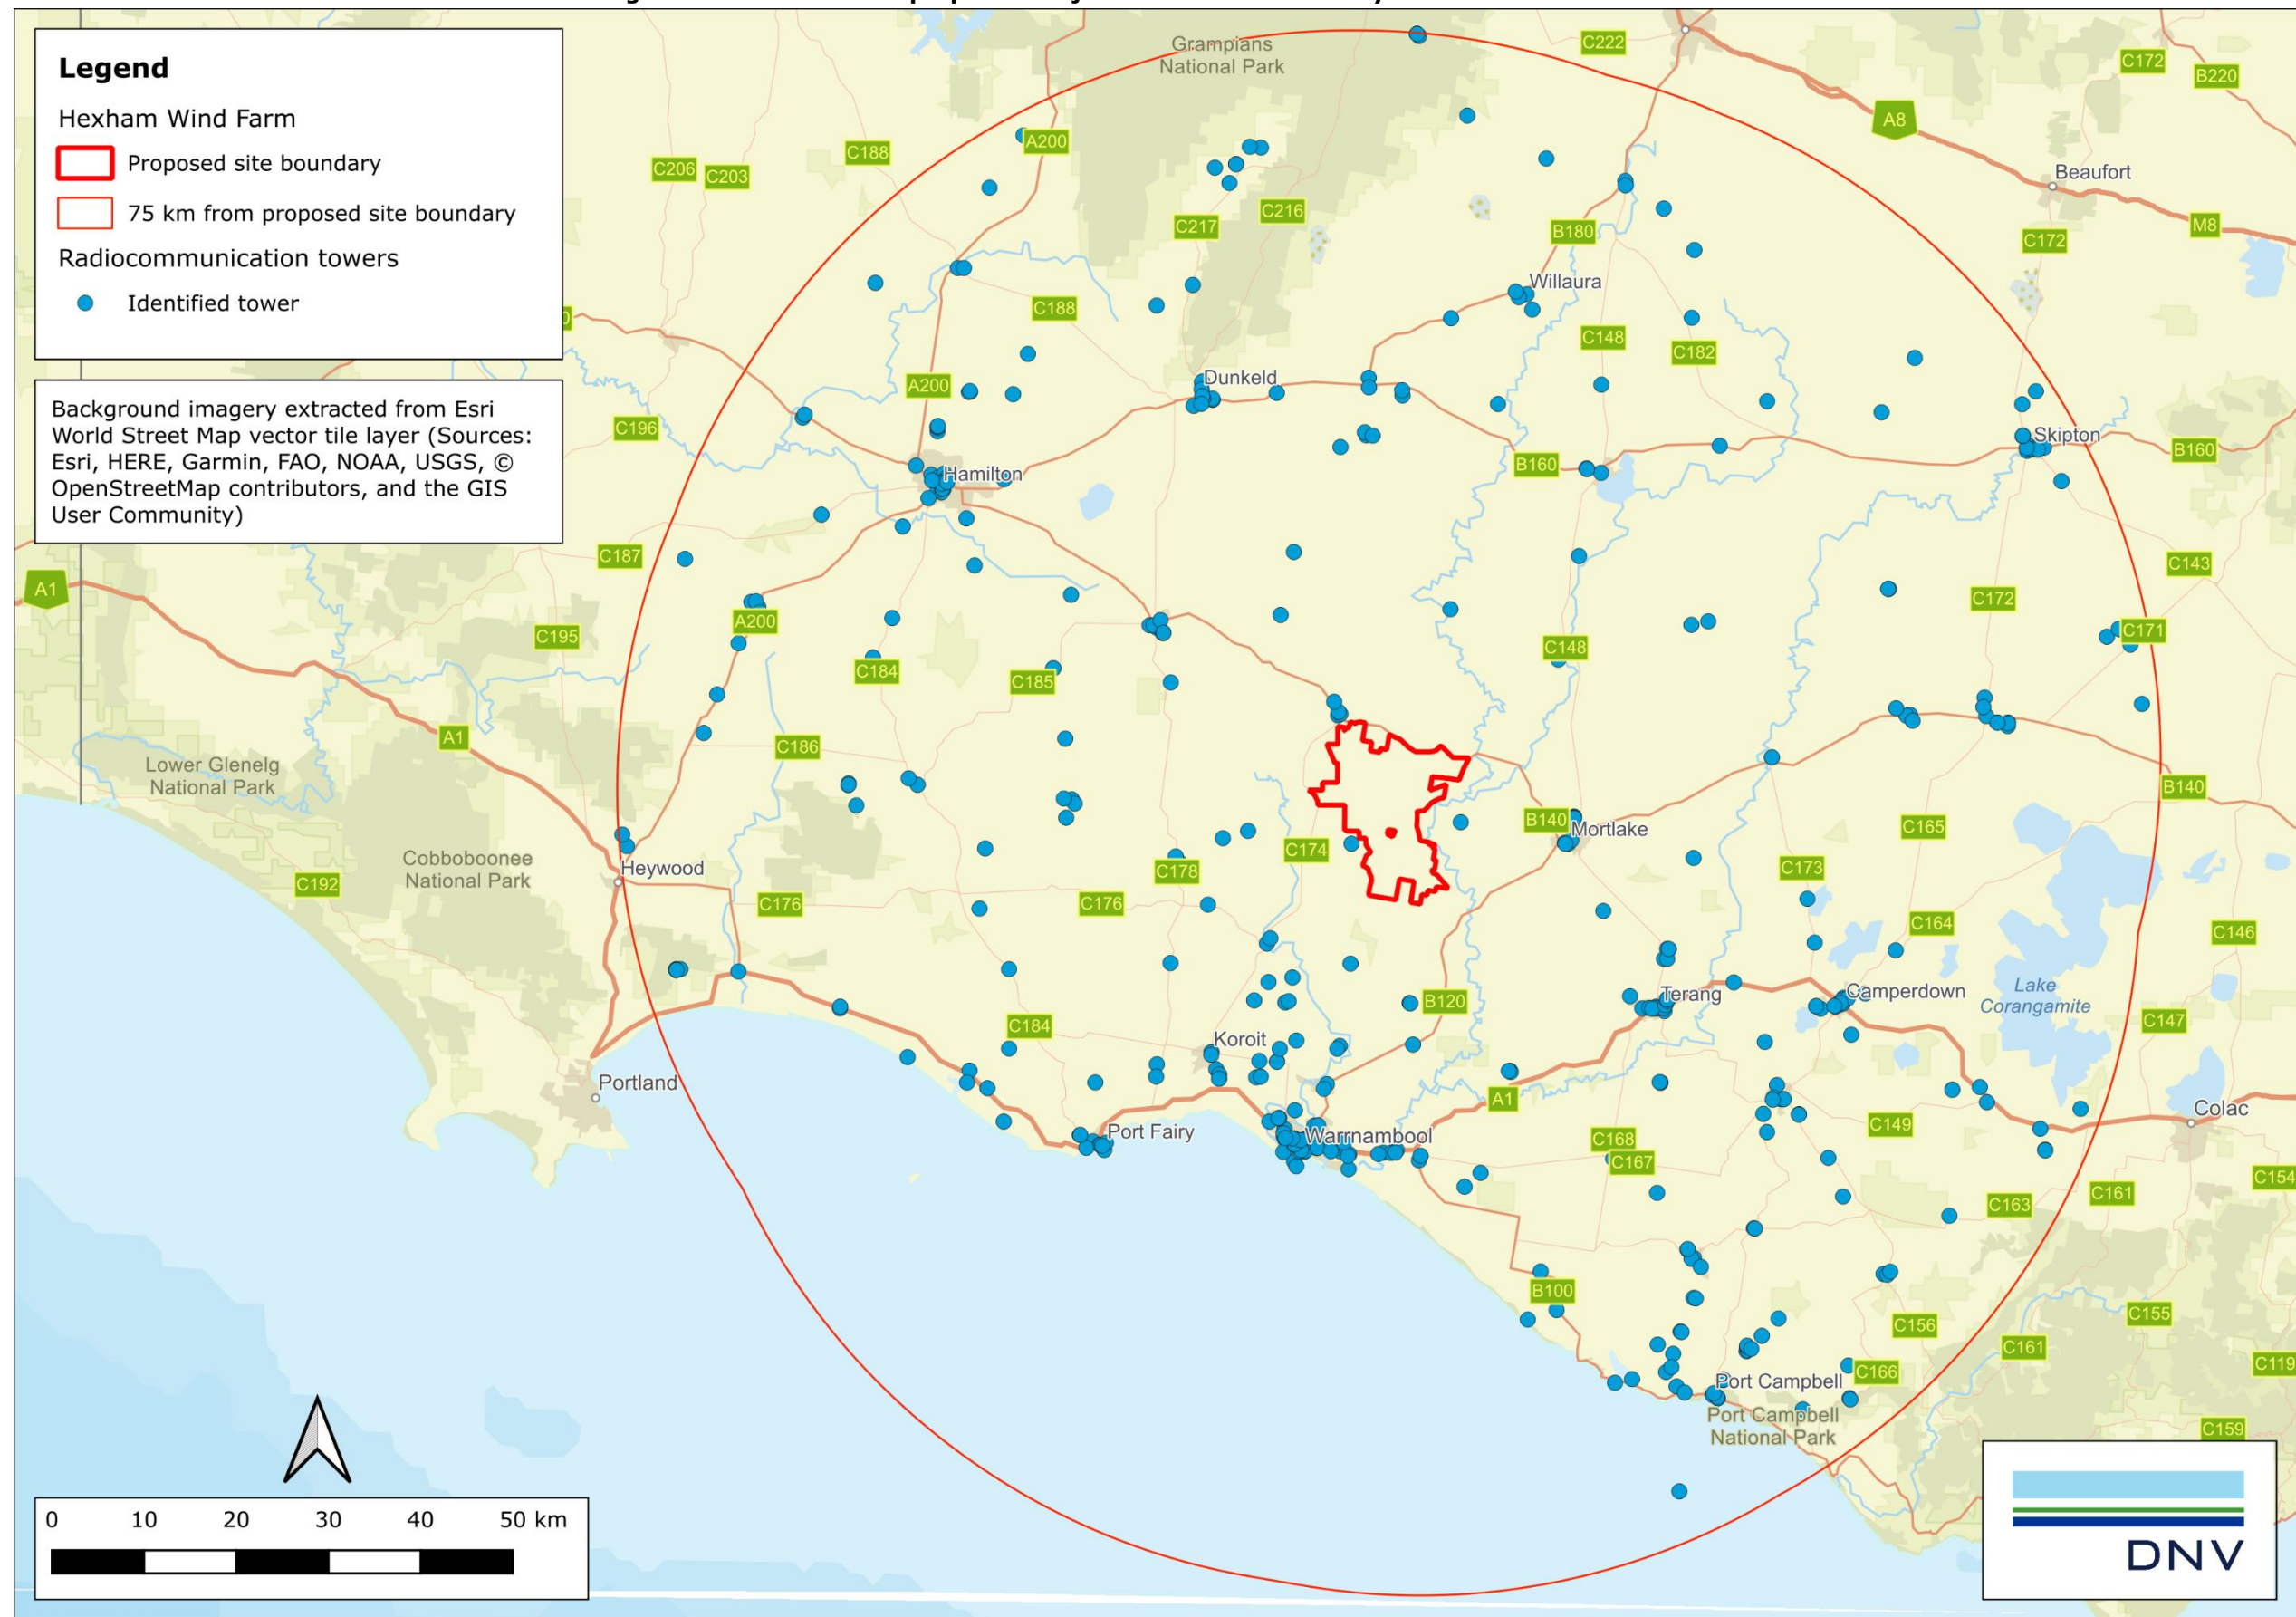 Legend
Hexham Wind Farm
Proposed site boundary
75 km from proposed site boundary
Radiocommunication towers
Identified tower
Background imagery extracted from Esri
World Street Map vector tile layer (Sources:
Esri, HERE, Garmin, FAO, NOAA, USGS, ©
OpenStreetMap contributors, and the GIS
User Community)
Grampians
National Park
C222
C172
B220
A8
A200
C188
C206
C203
Beaufort
C216
C217
B180
M8
C172
Willaura
C188
C148
C182
Dunkeld
A200
C196
Skipton
B160
B160
Hamilton
C187
C143
A1
C172
A200
C195
C171
C148
C184
C185
A1
C186
Lower Glenelg
National Park
B140
B140
Mortlake
C165
C174
Cobboboonee
National Park
Heywood
C178
C173
C192
C176
C176
C164
C146
Lake
Corangamite
Terang
Camperdown
B120
C147
C184
Koroit
Portland
A1
Colac
C149
Port Fairy
Warrnambool
C168
C167
C154
C161
C163
B100
C155
C156
C161
C119
C166
Port Campbell
Port Campbell
National Park
C159
0 10 20 30 40 50 km
DNV